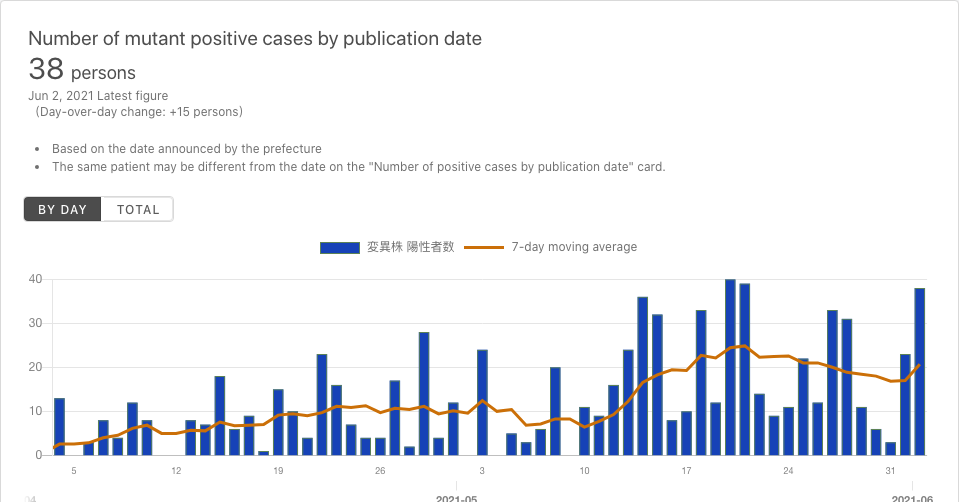 Number of mutant positive cases by publication date
38 persons
Jun 2, 2021 Latest figure
(Day-over-day change: +15 persons)
• Based on the date announced by the prefecture
• The same patient may be different from the date on the "Number of positive cases by publication date" card.
BY DAY TOTAL
変異株 陽性者数 7-day moving average
40
30
20
10
0
5 12 19 26 3 10 17 24 31
04 2021-05 2021-06